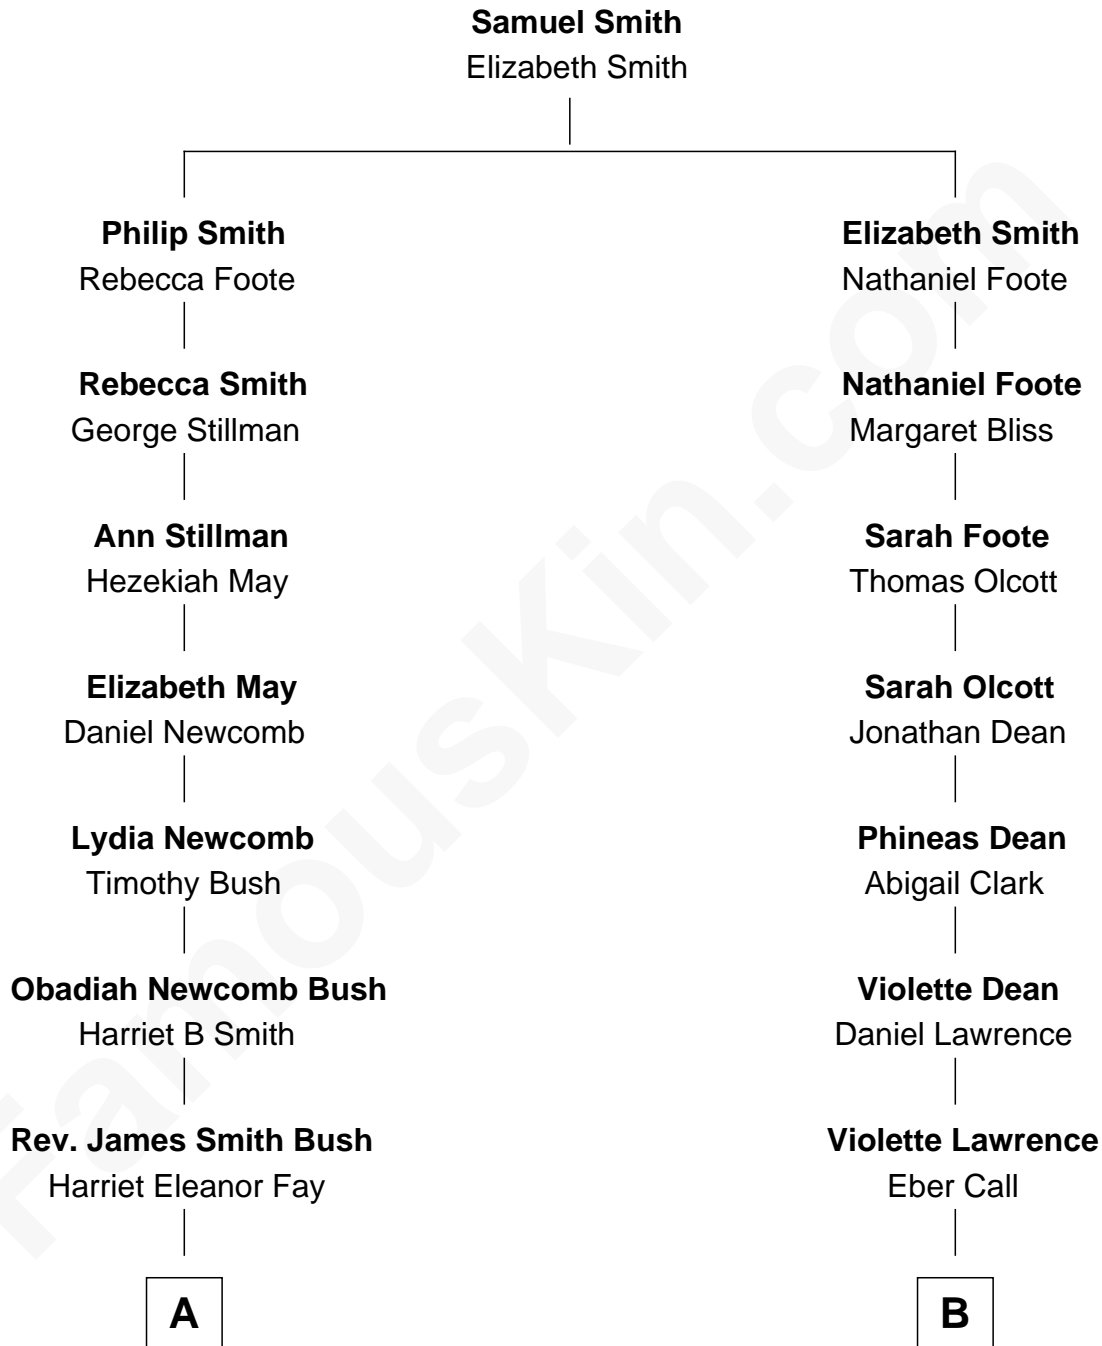 Samuel Smith
Elizabeth Smith
Philip Smith
Rebecca Foote
Elizabeth Smith
Nathaniel Foote
Rebecca Smith
George Stillman
Nathaniel Foote
Margaret Bliss
Ann Stillman
Hezekiah May
Sarah Foote
Thomas Olcott
Elizabeth May
Daniel Newcomb
Sarah Olcott
Jonathan Dean
Lydia Newcomb
Timothy Bush
Phineas Dean
Abigail Clark
Obadiah Newcomb Bush
Harriet B Smith
Violette Dean
Daniel Lawrence
Rev. James Smith Bush
Harriet Eleanor Fay
Violette Lawrence
Eber Call
A
B
FamousKin.com